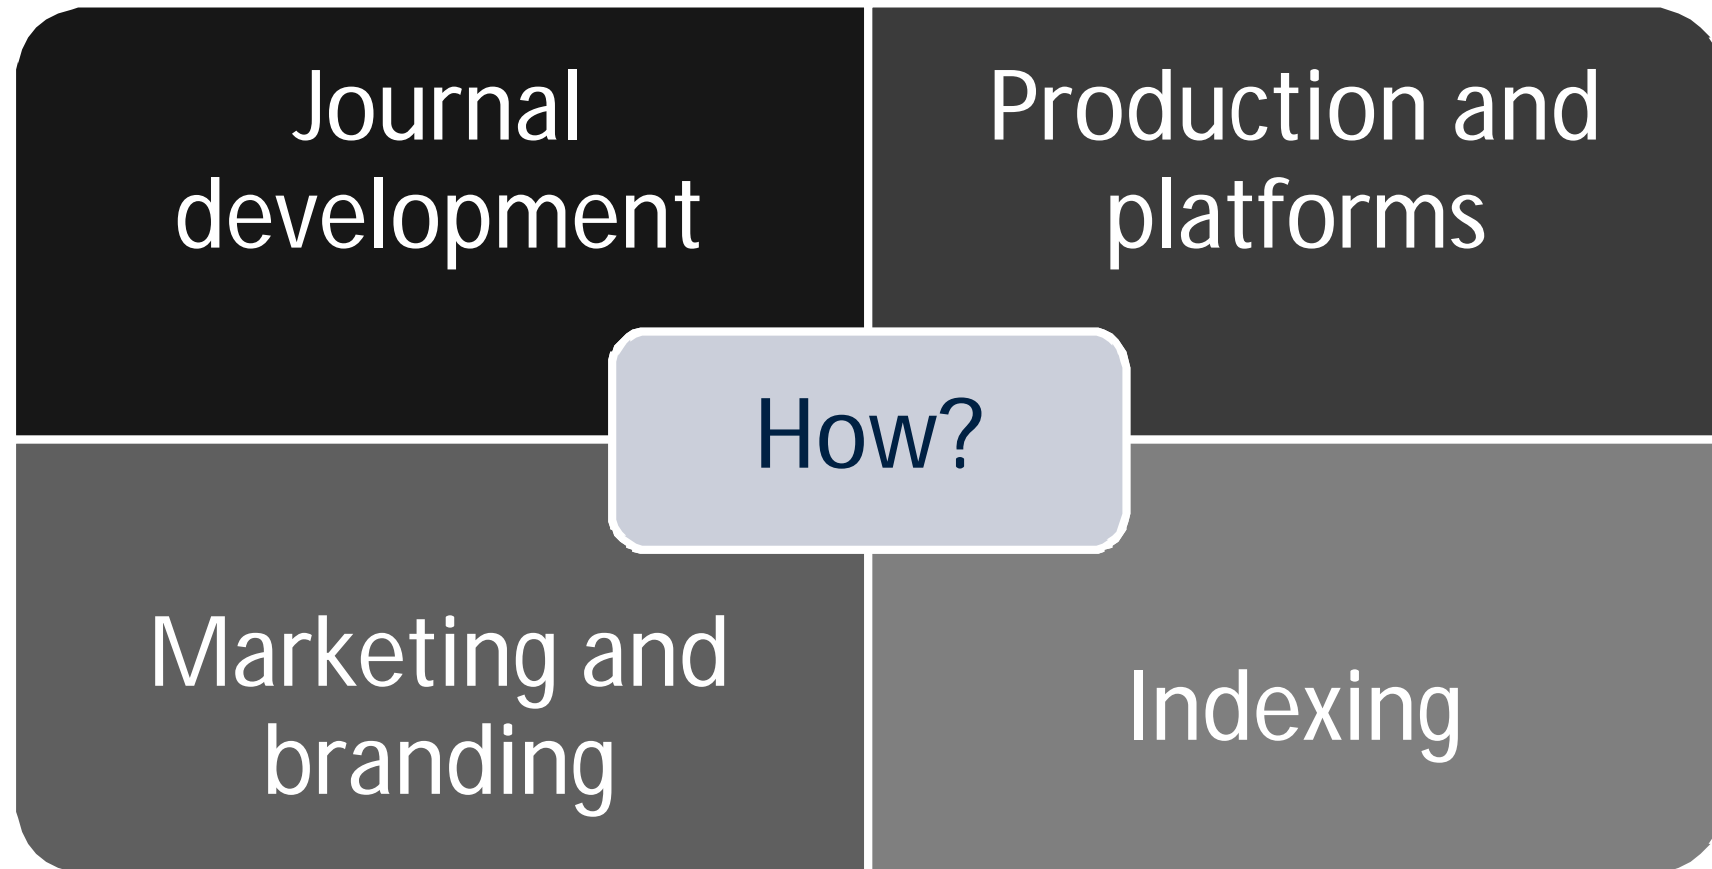 Journal
development
Production and
platforms
How?
Marketing and
branding
Indexing